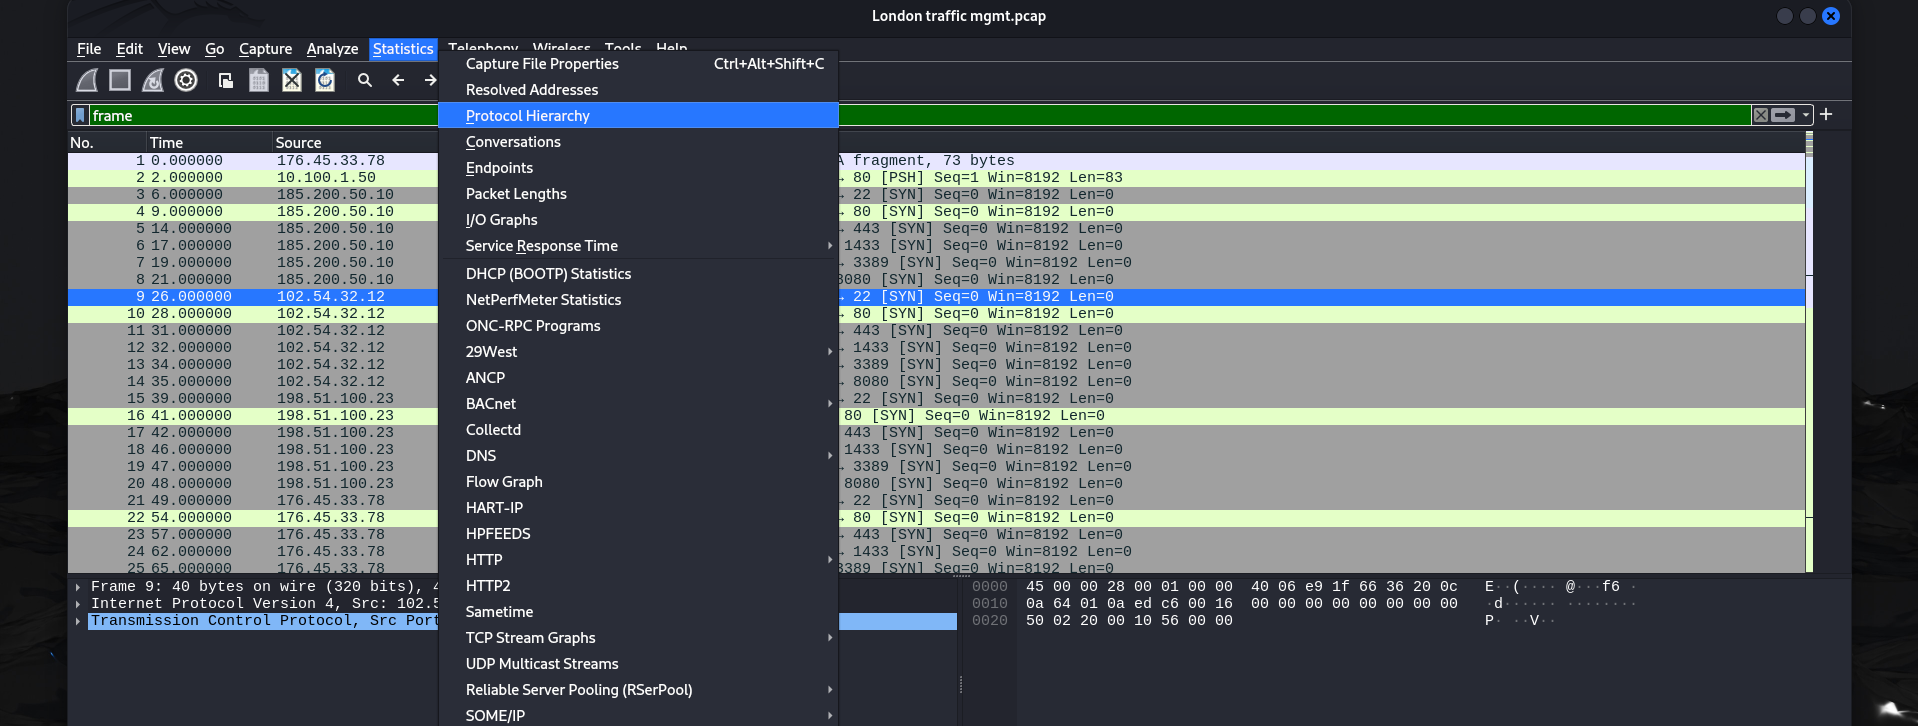 London traffic mgmt.pcap
File Edit View Go Capture Analyze Statistics Telephony Wireless Tools Help
frame
No. Time Source
1 0.000000 176.45.33.78 A fragment, 73 bytes
2 2.000000 10.100.1.50 → 80 [PSH] Seq=1 Win=8192 Len=83
3 6.000000 185.200.50.10 → 22 [SYN] Seq=0 Win=8192 Len=0
4 9.000000 185.200.50.10 → 80 [SYN] Seq=0 Win=8192 Len=0
5 14.000000 185.200.50.10 → 443 [SYN] Seq=0 Win=8192 Len=0
6 17.000000 185.200.50.10 1433 [SYN] Seq=0 Win=8192 Len=0
7 19.000000 185.200.50.10 → 3389 [SYN] Seq=0 Win=8192 Len=0
8 21.000000 185.200.50.10 8080 [SYN] Seq=0 Win=8192 Len=0
9 26.000000 102.54.32.12 → 22 [SYN] Seq=0 Win=8192 Len=0
10 28.000000 102.54.32.12 → 80 [SYN] Seq=0 Win=8192 Len=0
11 31.000000 102.54.32.12 → 443 [SYN] Seq=0 Win=8192 Len=0
12 32.000000 102.54.32.12 → 1433 [SYN] Seq=0 Win=8192 Len=0
13 34.000000 102.54.32.12 → 3389 [SYN] Seq=0 Win=8192 Len=0
14 35.000000 102.54.32.12 → 8080 [SYN] Seq=0 Win=8192 Len=0
15 39.000000 198.51.100.23 → 22 [SYN] Seq=0 Win=8192 Len=0
16 41.000000 198.51.100.23 80 [SYN] Seq=0 Win=8192 Len=0
17 42.000000 198.51.100.23 443 [SYN] Seq=0 Win=8192 Len=0
18 46.000000 198.51.100.23 1433 [SYN] Seq=0 Win=8192 Len=0
19 47.000000 198.51.100.23 → 3389 [SYN] Seq=0 Win=8192 Len=0
20 48.000000 198.51.100.23 8080 [SYN] Seq=0 Win=8192 Len=0
21 49.000000 176.45.33.78 → 22 [SYN] Seq=0 Win=8192 Len=0
22 54.000000 176.45.33.78 → 80 [SYN] Seq=0 Win=8192 Len=0
23 57.000000 176.45.33.78 → 443 [SYN] Seq=0 Win=8192 Len=0
24 62.000000 176.45.33.78 → 1433 [SYN] Seq=0 Win=8192 Len=0
25 65.000000 176.45.33.78 3389 [SYN] Seq=0 Win=8192 Len=0
Capture File Properties Ctrl+Alt+Shift+C
Resolved Addresses
Protocol Hierarchy
Conversations
Endpoints
Packet Lengths
I/O Graphs
Service Response Time
DHCP (BOOTP) Statistics
NetPerfMeter Statistics
ONC-RPC Programs
29West
ANCP
BACnet
Collectd
DNS
Flow Graph
HART-IP
HPFEEDS
HTTP
HTTP2
Sametime
TCP Stream Graphs
UDP Multicast Streams
Reliable Server Pooling (RSerPool)
SOME/IP
Frame 9: 40 bytes on wire (320 bits), 4
Internet Protocol Version 4, Src: 102.5
Transmission Control Protocol, Src Port
0000 45 00 00 28 00 01 00 00 40 06 e9 1f 66 36 20 0c E··(···· @···f6 ·
0010 0a 64 01 0a ed c6 00 16 00 00 00 00 00 00 00 00 ·d······ ········
0020 50 02 20 00 10 56 00 00 P· ··V··